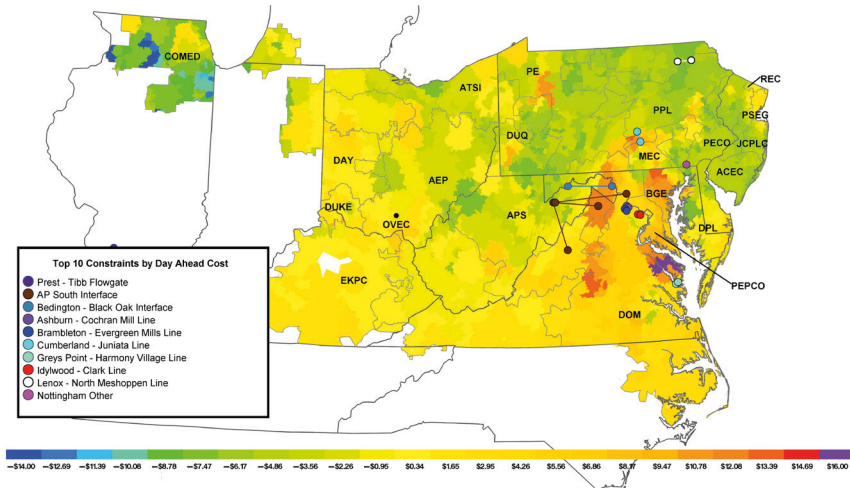 COMED
ATSI
PE
REC
PPL
PSEG
DUQ
PECO
JCPLC
MEC
DAY
ACEC
AEP
BGE
DUKE
APS
DPL
OVEC
EKPC
PEPCO
DOM
Top 10 Constraints by Day Ahead Cost
Prest - Tibb Flowgate
AP South Interface
Bedington - Black Oak Interface
Ashburn - Cochran Mill Line
Brambleton - Evergreen Mills Line
Cumberland - Juniata Line
Greys Point - Harmony Village Line
Idylwood - Clark Line
Lenox - North Meshoppen Line
Nottingham Other
–$14.00 –$12.69 –$11.39 –$10.08 –$8.78 –$7.47 –$6.17 –$4.86 –$3.56 –$2.26 –$0.95 $0.34 $1.65 $2.95 $4.26 $5.56 $6.86 $8.17 $9.47 $10.78 $12.08 $13.39 $14.69 $16.00